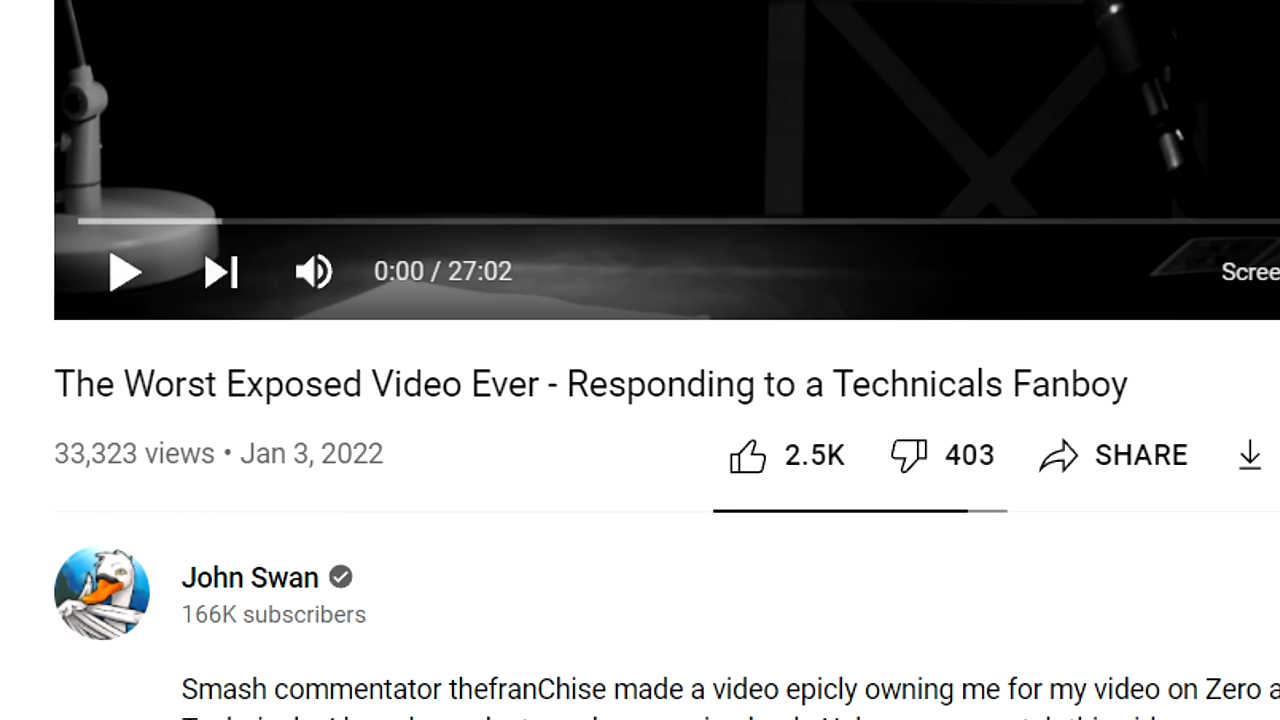 0:00 / 27:02
Scree
The Worst Exposed Video Ever - Responding to a Technicals Fanboy
33,323 views • Jan 3, 2022
2.5K
403
SHARE
John Swan
166K subscribers
Smash commentator thefranChise made a video epicly owning me for my video on Zero a